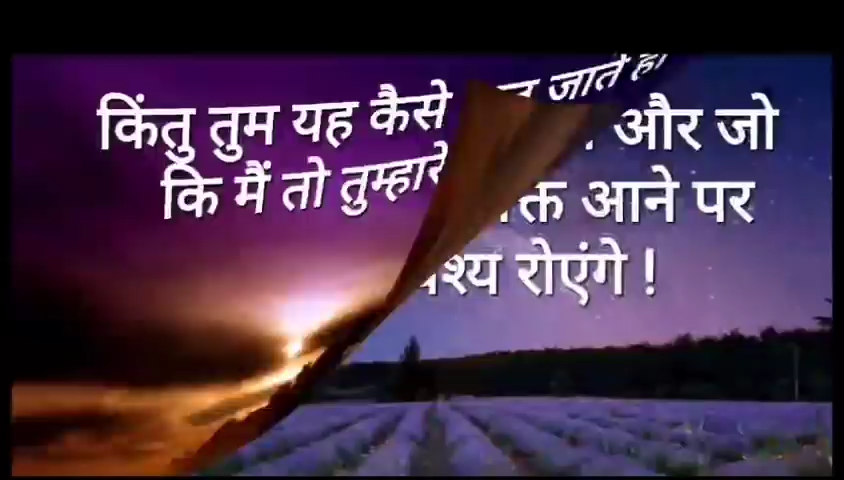 किंतु तुम यह कैसे जाते हो
कि मैं तो तुम्हारे
और जो
आने पर
रोएंगे !